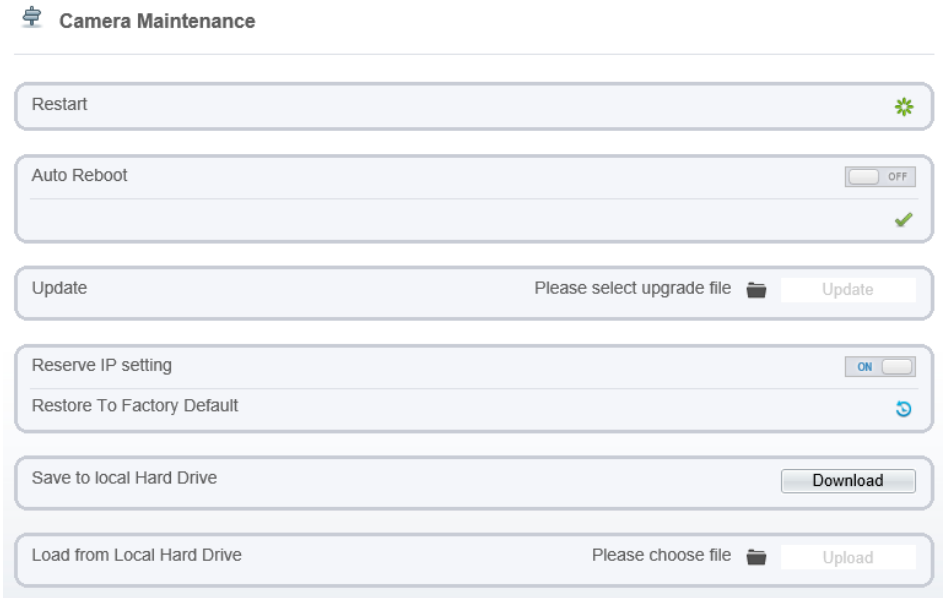 Camera Maintenance
Restart
Auto Reboot OFF
Update Please select upgrade file Update
Reserve IP setting ON
Restore To Factory Default
Save to local Hard Drive Download
Load from Local Hard Drive Please choose file Upload